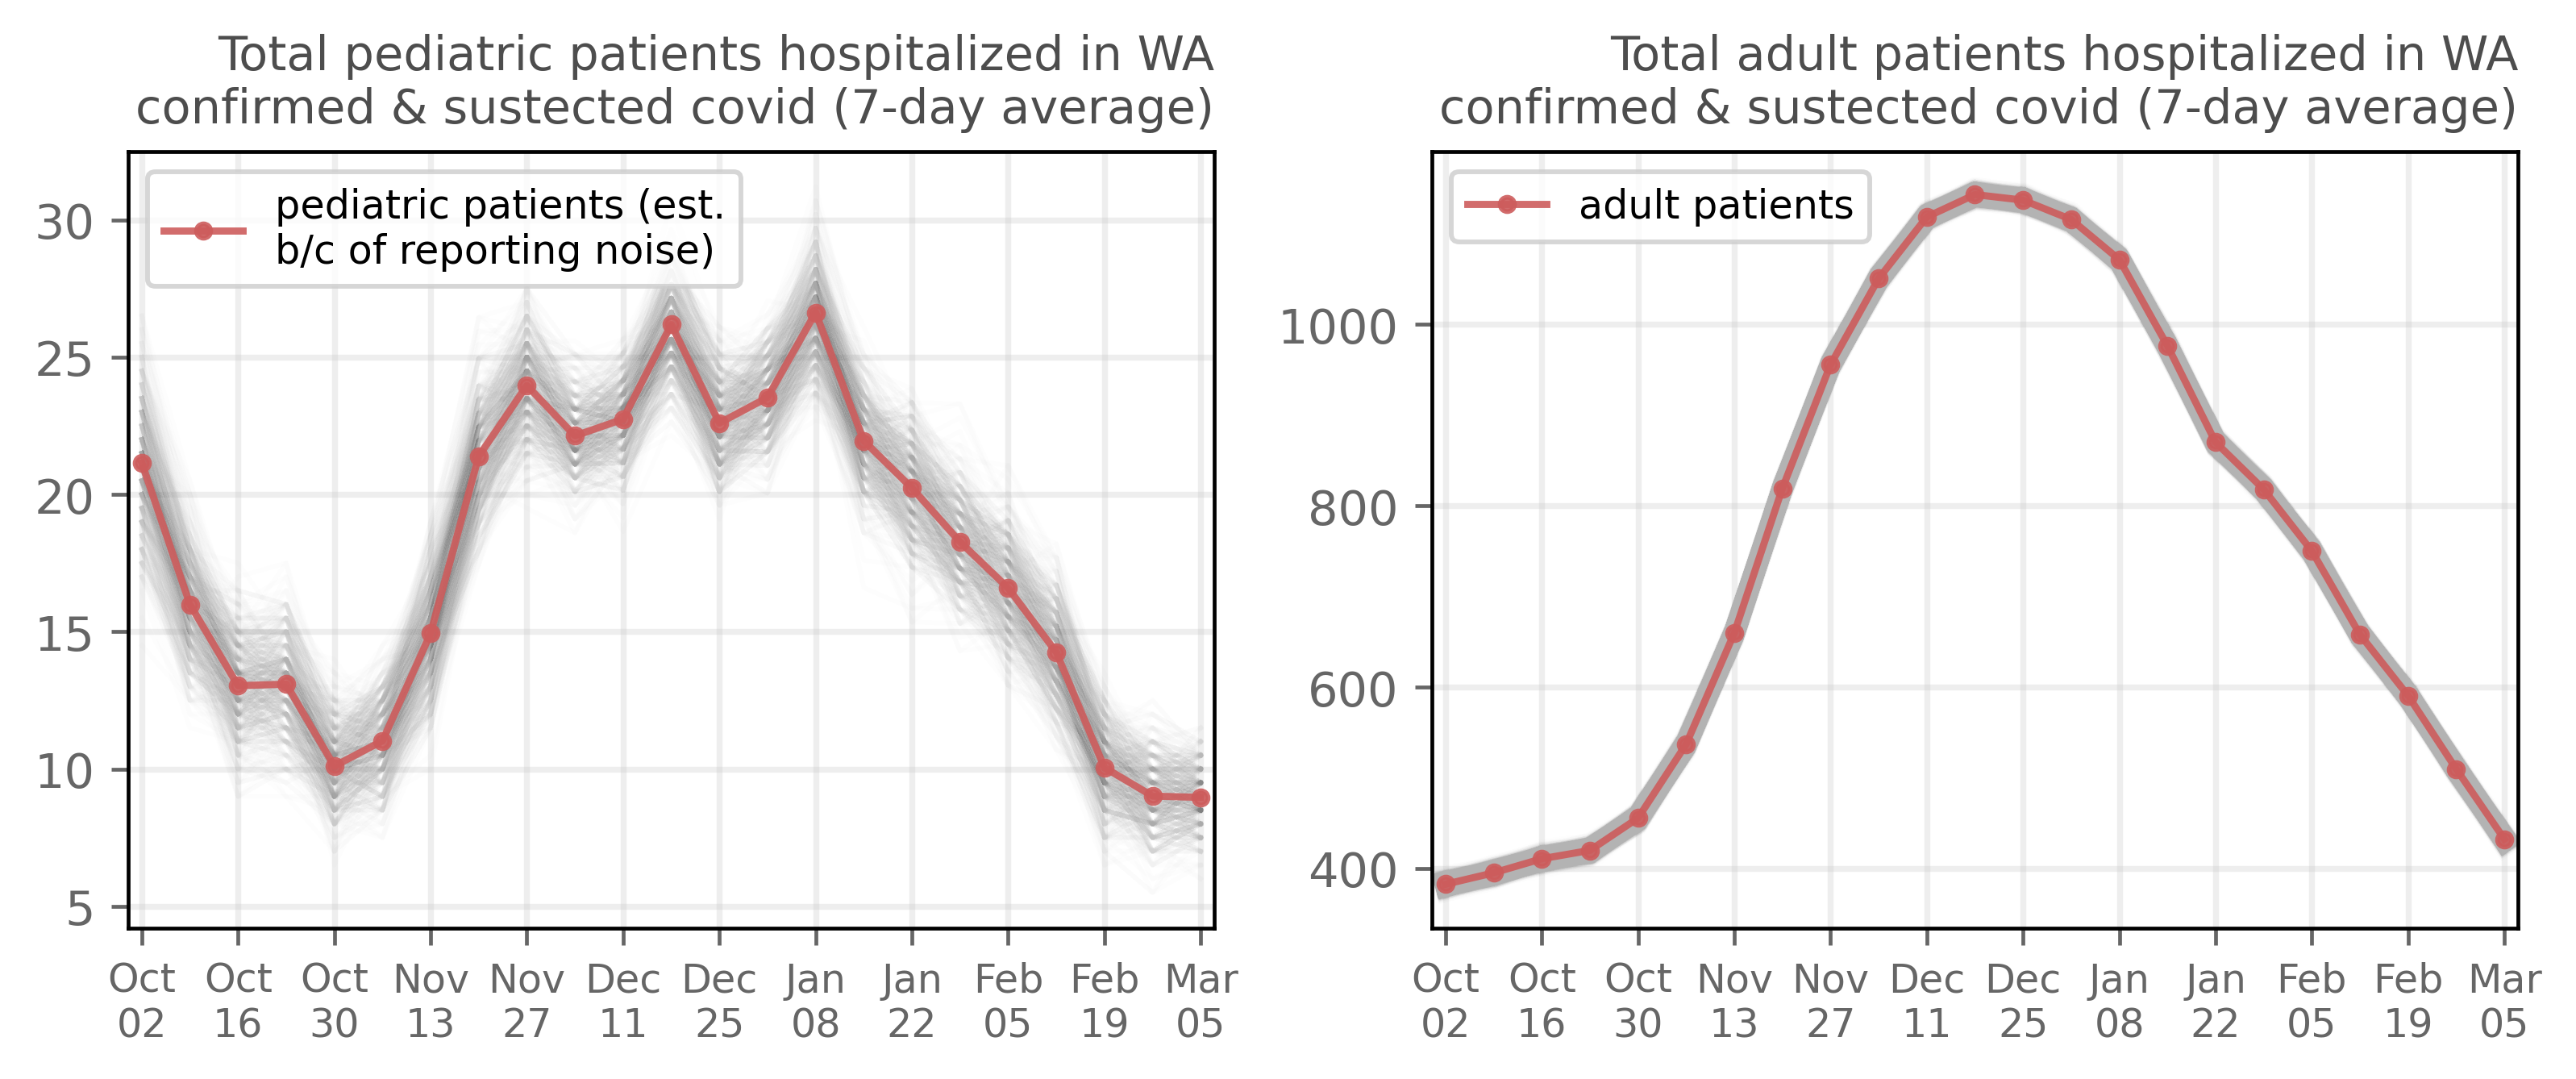 Total pediatric patients hospitalized in WA
confirmed & sustected covid (7-day average)
pediatric patients (est.
b/c of reporting noise)
30
25
20
15
10
5
Oct Oct Oct Nov Nov Dec Dec Jan Jan Feb Feb Mar
02 16 30 13 27 11 25 08 22 05 19 05
Total adult patients hospitalized in WA
confirmed & sustected covid (7-day average)
adult patients
1000
800
600
400
Oct Oct Oct Nov Nov Dec Dec Jan Jan Feb Feb Mar
02 16 30 13 27 11 25 08 22 05 19 05